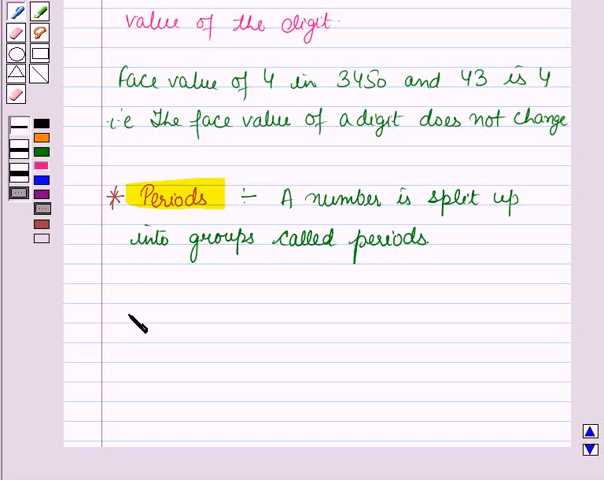 value of the digit.
Face value of 4 in 3450 and 43 is 4
i.e The face value of a digit does not change
* Periods :- A number is split up
into groups called periods.